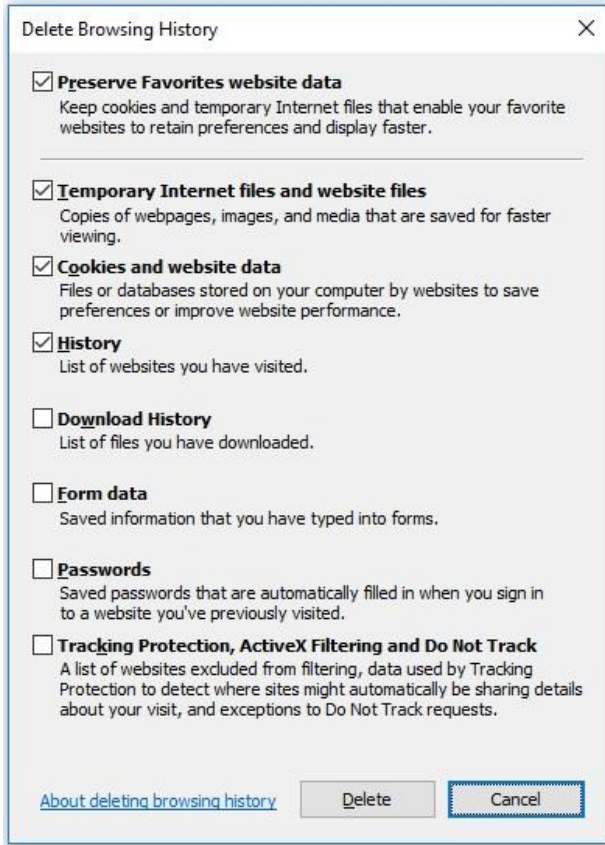 Delete Browsing History
Preserve Favorites website data
Keep cookies and temporary Internet files that enable your favorite
websites to retain preferences and display faster.
Temporary Internet files and website files
Copies of webpages, images, and media that are saved for faster
viewing.
Cookies and website data
Files or databases stored on your computer by websites to save
preferences or improve website performance.
History
List of websites you have visited.
Download History
List of files you have downloaded.
Form data
Saved information that you have typed into forms.
Passwords
Saved passwords that are automatically filled in when you sign in
to a website you've previously visited.
Tracking Protection, ActiveX Filtering and Do Not Track
A list of websites excluded from filtering, data used by Tracking
Protection to detect where sites might automatically be sharing details
about your visit, and exceptions to Do Not Track requests.
About deleting browsing history Delete Cancel